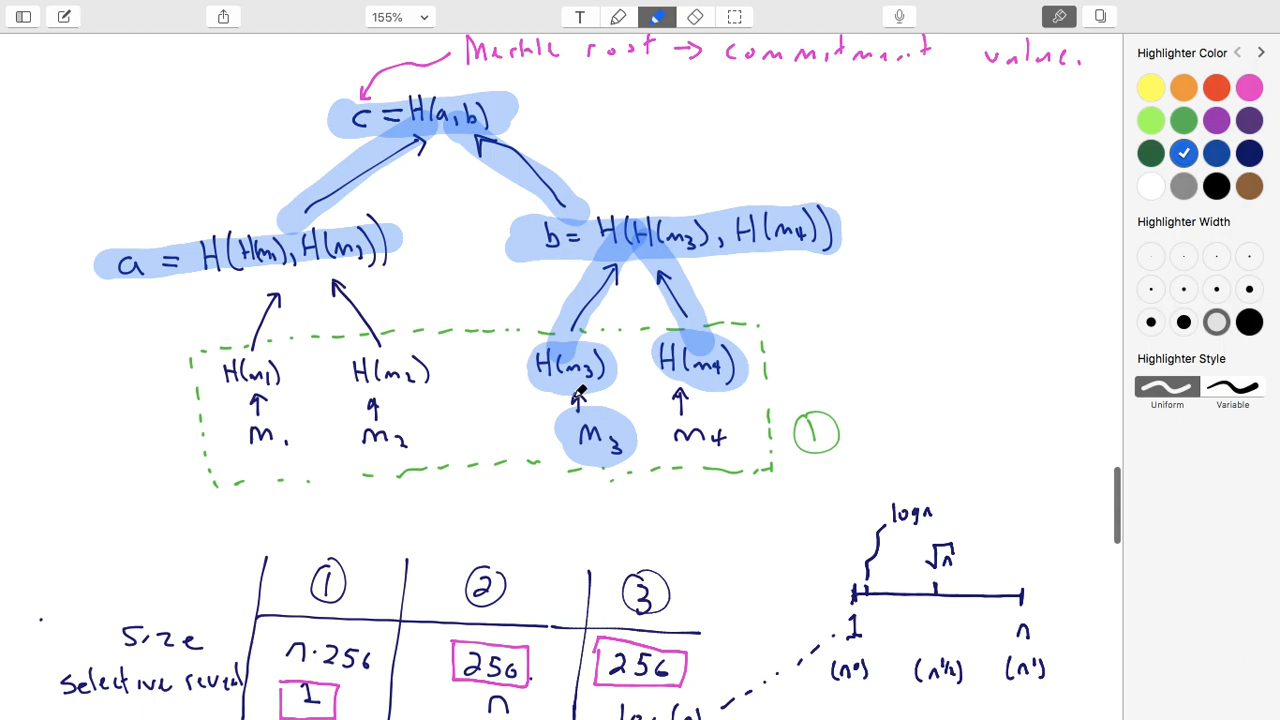 155%
T
Highlighter Color
Merkle root → commitment value.
c = H(a, b)
a = H(H(m1), H(m2))
b = H(H(m3), H(m4))
Highlighter Width
Highlighter Style
Uniform
Variable
H(m1) H(m2) H(m3) H(m4)
m1 m2 m3 m4
1
log n
√n
1 n
(n⁰) (n^1/2) (n¹)
1 2 3
Size n·256 256 256
selective reveal 1 n log(n)